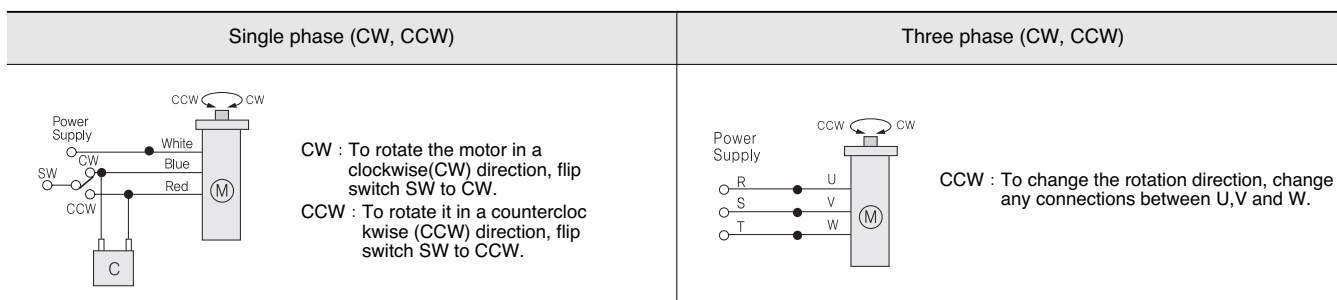 Single phase (CW, CCW)
Three phase (CW, CCW)
CCW CW
Power
Supply
White
CW
Blue
SW
Red
M
CCW
C
CW : To rotate the motor in a
clockwise(CW) direction, flip
switch SW to CW.
CCW : To rotate it in a countercloc
kwise (CCW) direction, flip
switch SW to CCW.
CCW CW
Power
Supply
R U
S V
M
T W
CCW : To change the rotation direction, change
any connections between U,V and W.